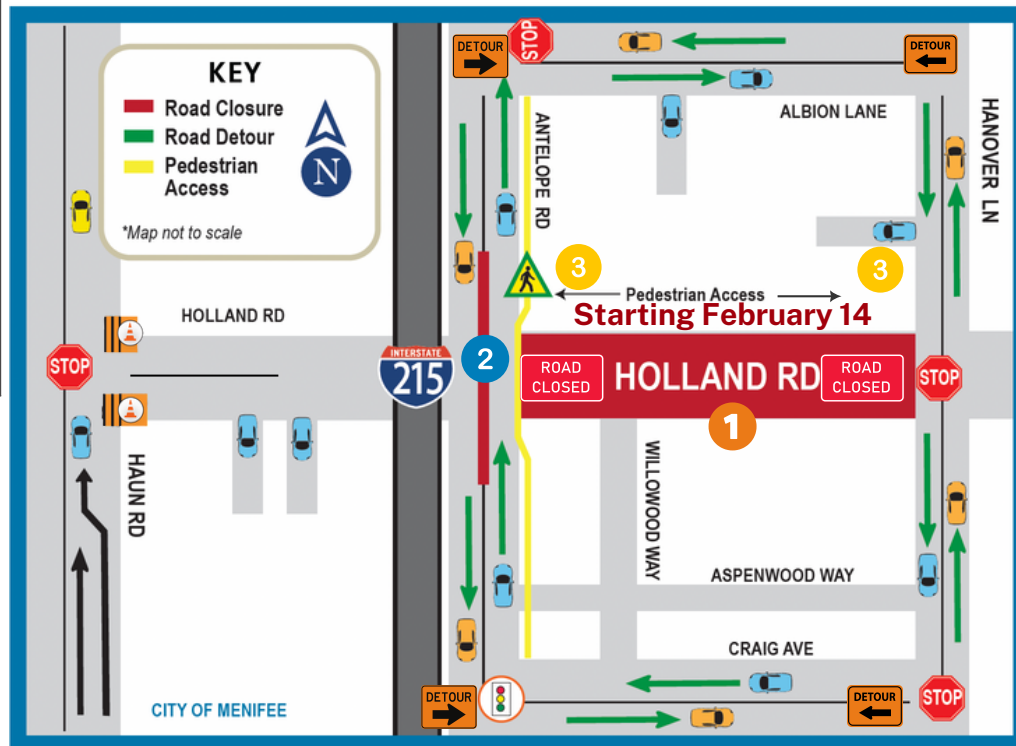 DETOUR
STOP
DETOUR
KEY
Road Closure
Road Detour
Pedestrian
Access
N
*Map not to scale
ALBION LANE
ANTELOPE RD
HANOVER LN
3
3
Pedestrian Access
Starting February 14
HOLLAND RD
STOP
INTERSTATE
215
2
ROAD
CLOSED
HOLLAND RD
ROAD
CLOSED
STOP
1
HAUN RD
WILLOWOOD WAY
ASPENWOOD WAY
CRAIG AVE
CITY OF MENIFEE
DETOUR
DETOUR
STOP